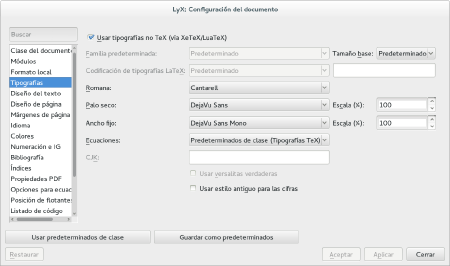 LyX: Configuración del documento
Buscar
Clase del documento
Módulos
Formato local
Tipografías
Diseño del texto
Diseño de página
Márgenes de página
Idioma
Colores
Numeración e IG
Bibliografía
Índices
Propiedades PDF
Opciones para ecuac
Posición de flotantes
Listado de código
Usar tipografías no TeX (vía XeTeX/LuaTeX)
Familia predeterminada: Predeterminado Tamaño base: Predeterminado
Codificación de tipografías LaTeX: Predeterminado
Romana: Cantarell
Palo seco: DejaVu Sans Escala (%): 100
Ancho fijo: DejaVu Sans Mono Escala (%): 100
Ecuaciones: Predeterminados de clase (Tipografías TeX)
CJK:
Usar versalitas verdaderas
Usar estilo antiguo para las cifras
Usar predeterminados de clase Guardar como predeterminados
Restaurar Aceptar Aplicar Cerrar